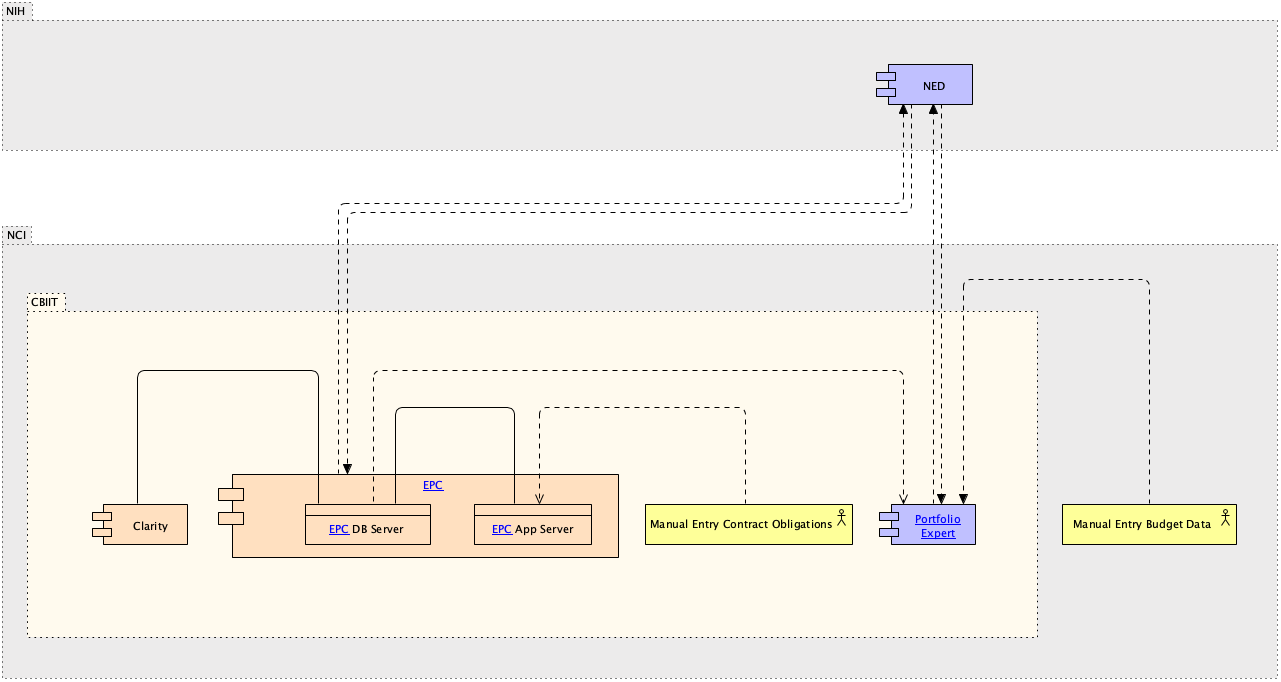 NIH
NED
NCI
CBIIT
EPC
Clarity
EPC DB Server
EPC App Server
Manual Entry Contract Obligations
Portfolio
Expert
Manual Entry Budget Data